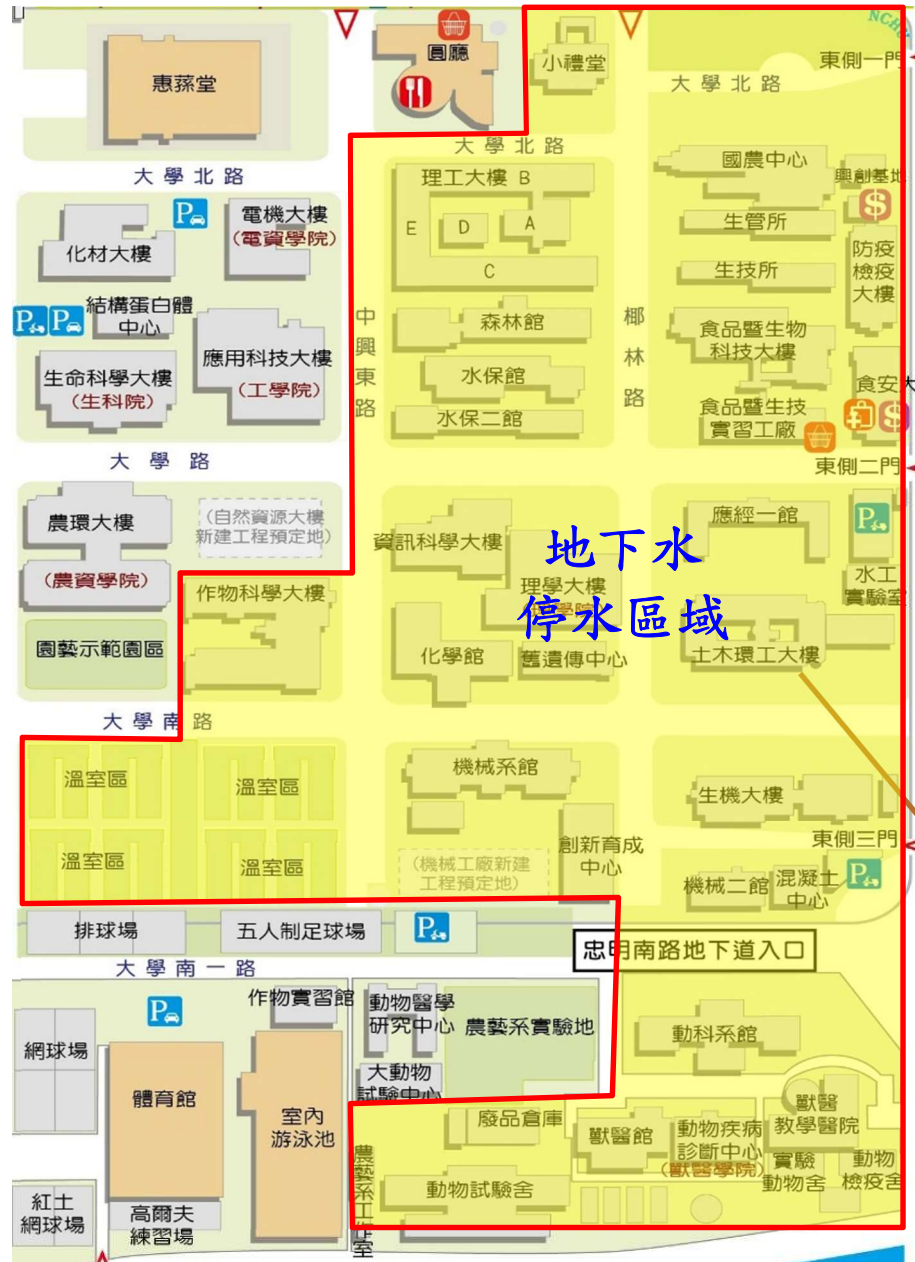 NCHU
惠蓀堂
圓廳
小禮堂
東側一門
大學北路
大學北路
大學北路
理工大樓 B
E
D
A
C
國農中心
興創基地
$
生管所
防疫
檢疫
大樓
生技所
P
電機大樓
(電資學院)
化材大樓
結構蛋白體
中心
P
P
中興東路
森林館
椰林路
食品暨生物
科技大樓
應用科技大樓
(工學院)
生命科學大樓
(生科院)
水保館
水保二館
食安大
$
食品暨生技
實習工廠
大學路
東側二門
農環大樓
(農資學院)
(自然資源大樓
新建工程預定地)
資訊科學大樓
地下水
停水區域
理學大樓
應經一館
P
水工
實驗室
作物科學大樓
園藝示範園區
化學館
舊遺傳中心
土木環工大樓
大學南路
溫室區
溫室區
溫室區
溫室區
機械系館
(機械工廠新建
工程預定地)
創新育成
中心
生機大樓
東側三門
機械二館
混凝土
中心
P
排球場
五人制足球場
P
忠明南路地下道入口
大學南一路
P
作物實習館
動物醫學
研究中心
農藝系實驗地
動科系館
網球場
體育館
室內
游泳池
大動物
試驗中心
廢品倉庫
獸醫館
動物疾病
診斷中心
(獸醫學院)
獸醫
教學醫院
實驗
動物舍
動物
檢疫舍
農藝系工作室
動物試驗舍
紅土
網球場
高爾夫
練習場